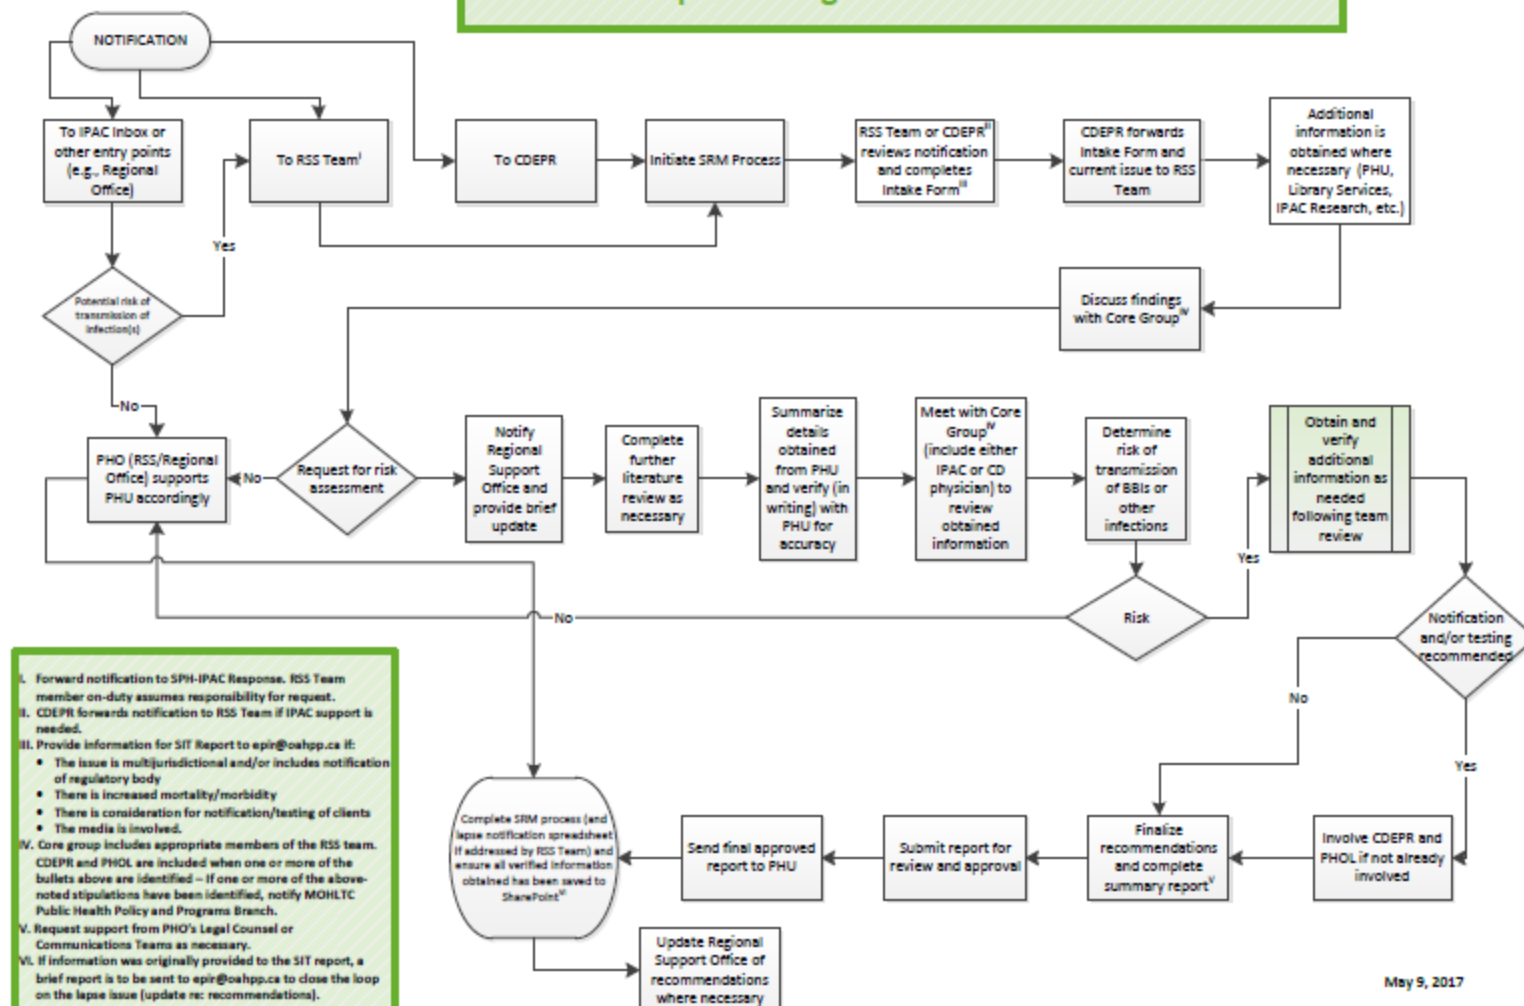 NOTIFICATION
To IPAC Inbox or
other entry points
(e.g., Regional
Office)
To RSS Team^I
To CDEPR
Initiate SRM Process
RSS Team or CDEPR^II
reviews notification
and completes
Intake Form^III
CDEPR forwards
Intake Form and
current issue to RSS
Team
Additional
information is
obtained where
necessary (PHU,
Library Services,
IPAC Research, etc.)
Yes
Potential risk of
transmission of
infection(s)
Discuss findings
with Core Group^IV
No
PHO (RSS/Regional
Office) supports
PHU accordingly
No
Request for risk
assessment
Notify
Regional
Support
Office and
provide brief
update
Complete
further
literature
review as
necessary
Summarize
details
obtained
from PHU
and verify (in
writing) with
PHU for
accuracy
Meet with Core
Group^IV
(include either
IPAC or CD
physician) to
review
obtained
information
Determine
risk of
transmission
of BBIs or
other
infections
Obtain and
verify
additional
information as
needed
following team
review
Yes
No
Risk
Notification
and/or testing
recommended
No
Yes
I. Forward notification to SPH-IPAC Response. RSS Team
member on-duty assumes responsibility for request.
II. CDEPR forwards notification to RSS Team if IPAC support is
needed.
III. Provide information for SIT Report to epir@oahpp.ca if:
• The issue is multijurisdictional and/or includes notification
of regulatory body
• There is increased mortality/morbidity
• There is consideration for notification/testing of clients
• The media is involved.
IV. Core group includes appropriate members of the RSS team.
CDEPR and PHOL are included when one or more of the
bullets above are identified – If one or more of the above-
noted stipulations have been identified, notify MOHLTC
Public Health Policy and Programs Branch.
V. Request support from PHO's Legal Counsel or
Communications Teams as necessary.
VI. If information was originally provided to the SIT report, a
brief report is to be sent to epir@oahpp.ca to close the loop
on the lapse issue (update re: recommendations).
Complete SRM process (and
lapse notification spreadsheet
if addressed by RSS Team) and
ensure all verified information
obtained has been saved to
SharePoint^VI
Send final approved
report to PHU
Submit report for
review and approval
Finalize
recommendations
and complete
summary report^V
Involve CDEPR and
PHOL if not already
involved
Update Regional
Support Office of
recommendations
where necessary
May 9, 2017